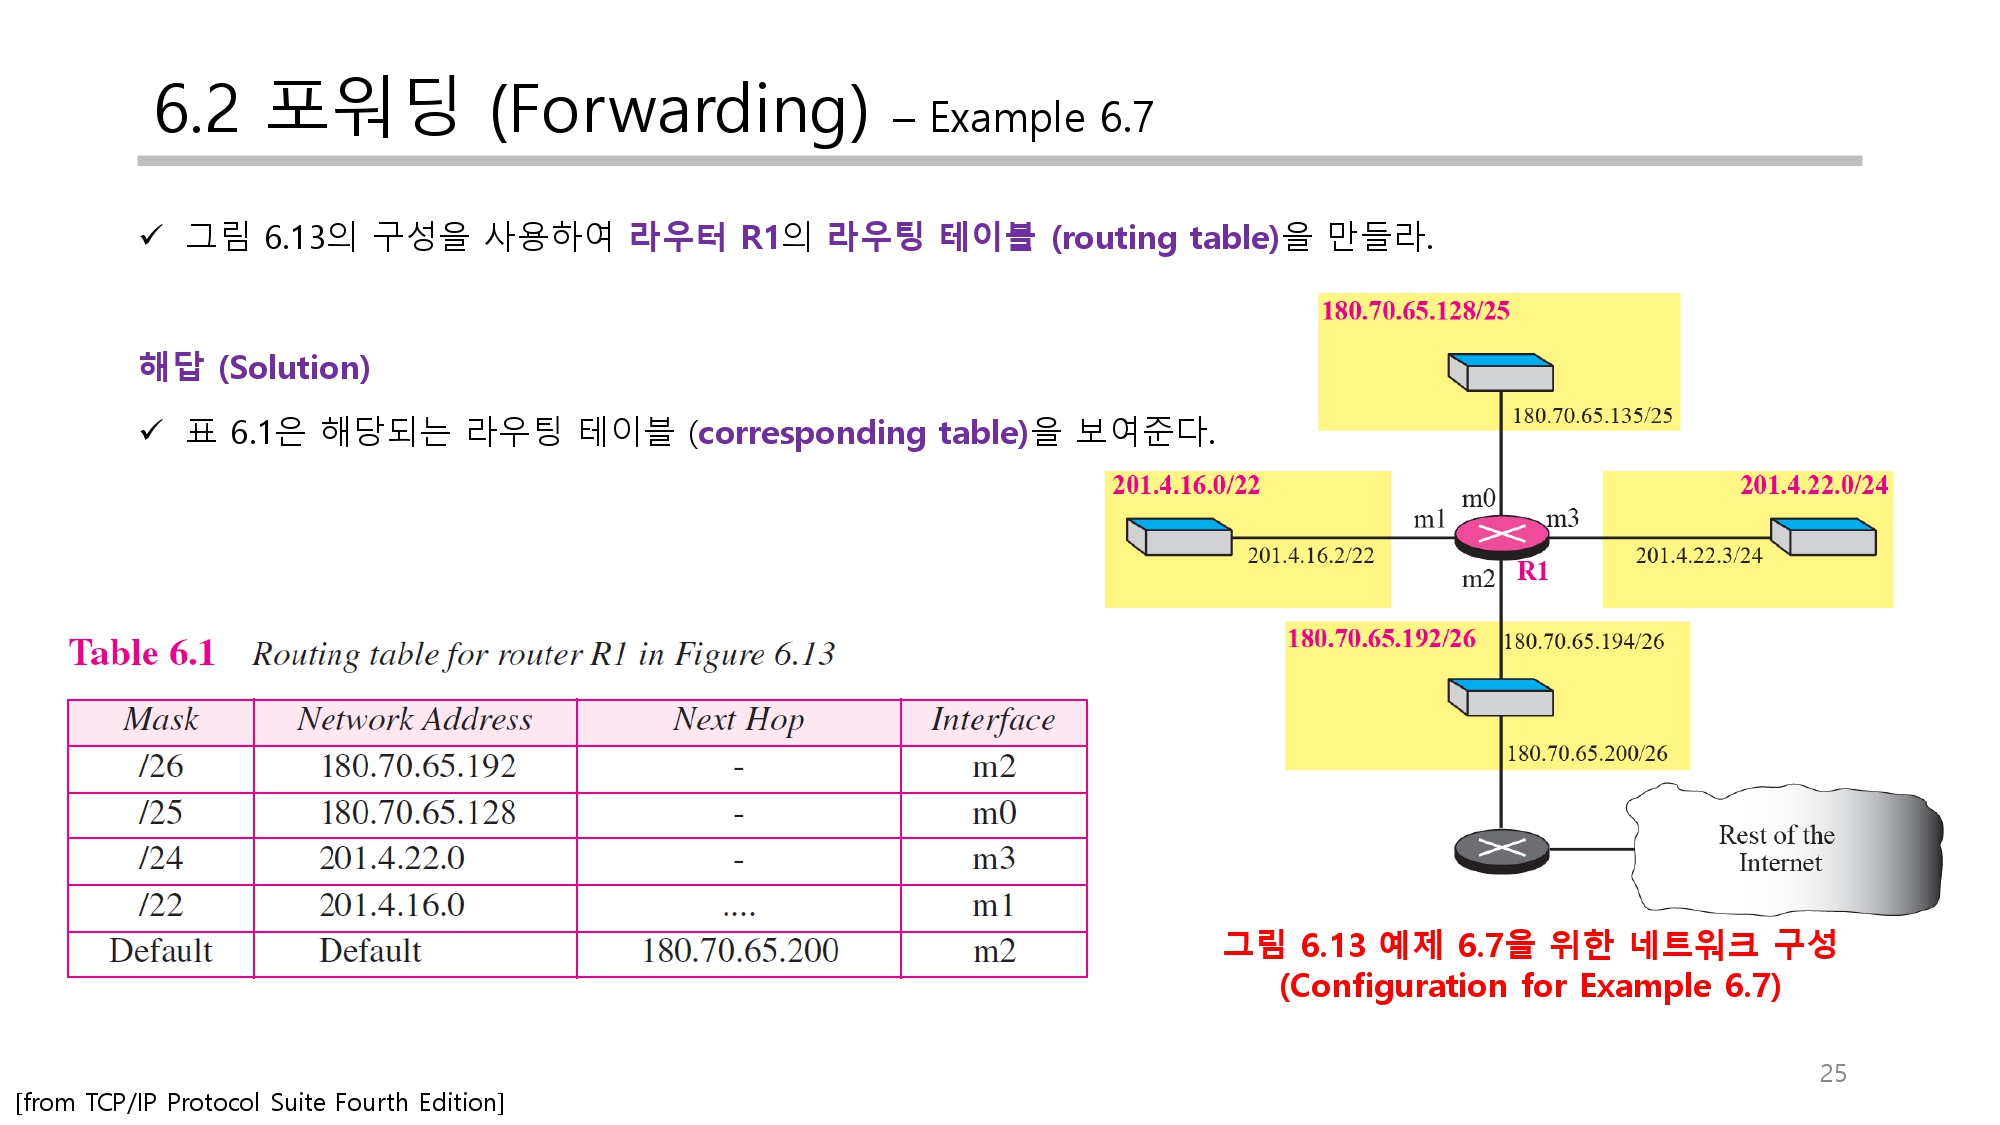 6.2 포워딩 (Forwarding) – Example 6.7
✓ 그림 6.13의 구성을 사용하여 라우터 R1의 라우팅 테이블 (routing table)을 만들라.
해답 (Solution)
✓ 표 6.1은 해당되는 라우팅 테이블 (corresponding table)을 보여준다.
180.70.65.128/25
180.70.65.135/25
201.4.16.0/22
201.4.16.2/22
m0
m1
m3
m2
R1
201.4.22.0/24
201.4.22.3/24
180.70.65.192/26
180.70.65.194/26
180.70.65.200/26
Rest of the
Internet
그림 6.13 예제 6.7을 위한 네트워크 구성
(Configuration for Example 6.7)
Table 6.1 Routing table for router R1 in Figure 6.13
Mask Network Address Next Hop Interface
/26 180.70.65.192 - m2
/25 180.70.65.128 - m0
/24 201.4.22.0 - m3
/22 201.4.16.0 .... m1
Default Default 180.70.65.200 m2
25
[from TCP/IP Protocol Suite Fourth Edition]